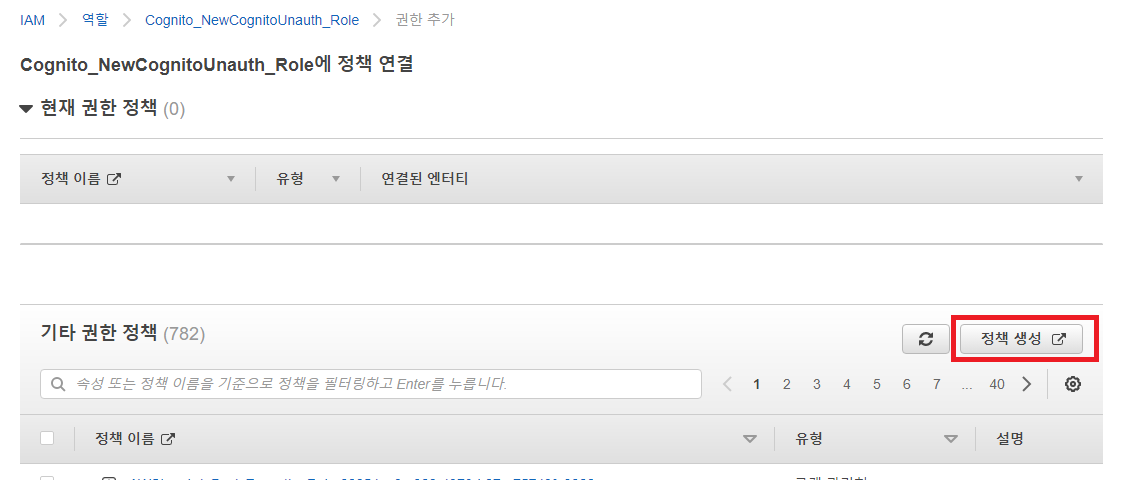 IAM > 역할 > Cognito_NewCognitoUnauth_Role > 권한 추가
Cognito_NewCognitoUnauth_Role에 정책 연결
현재 권한 정책 (0)
정책 이름 유형 연결된 엔터티
기타 권한 정책 (782)
정책 생성
속성 또는 정책 이름을 기준으로 정책을 필터링하고 Enter를 누릅니다.
1 2 3 4 5 6 7 ... 40
정책 이름 유형 설명